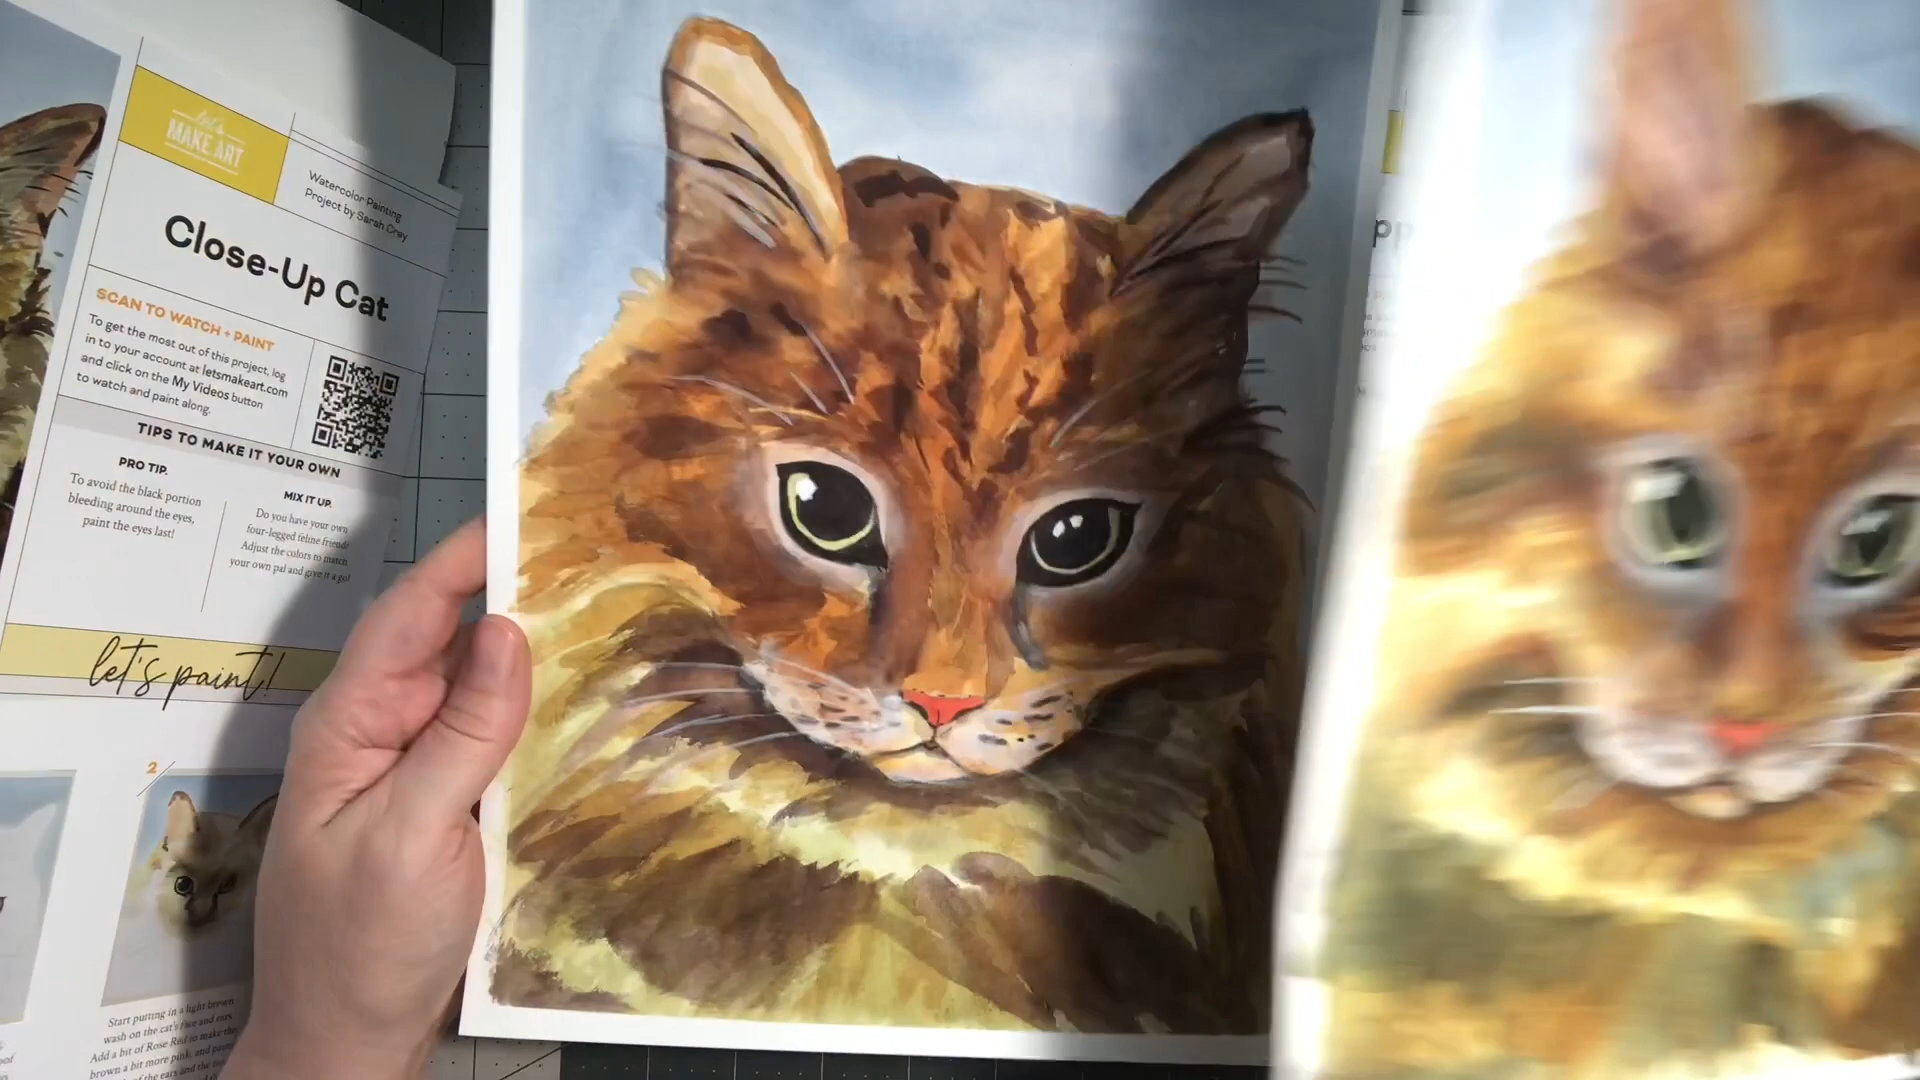 let's
MAKE ART
Watercolor Painting
Project by Sarah Cray
Close-Up Cat
SCAN TO WATCH + PAINT
To get the most out of this project, log
in to your account at letsmakeart.com
and click on the My Videos button
to watch and paint along.
TIPS TO MAKE IT YOUR OWN
PRO TIP.
To avoid the black portion
bleeding around the eyes,
paint the eyes last!
MIX IT UP.
Do you have your own
four-legged feline friend?
Adjust the colors to match
your own pal and give it a go!
let's paint!
2
Start putting in a light brown
wash on the cat's face and ears.
Add a bit of Rose Red to make the
brown a bit more pink, and paint
of the ears and the